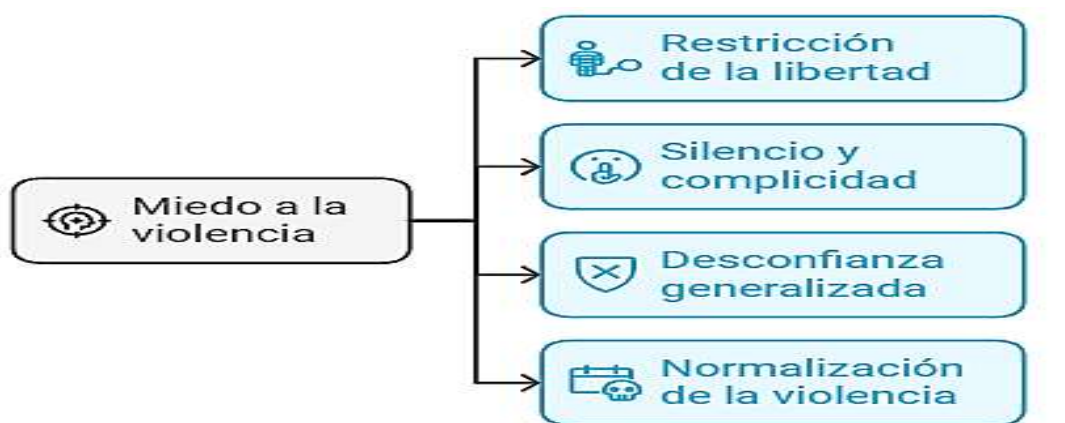 Restricción
de la libertad
Silencio y
complicidad
Miedo a la
violencia
Desconfianza
generalizada
Normalización
de la violencia